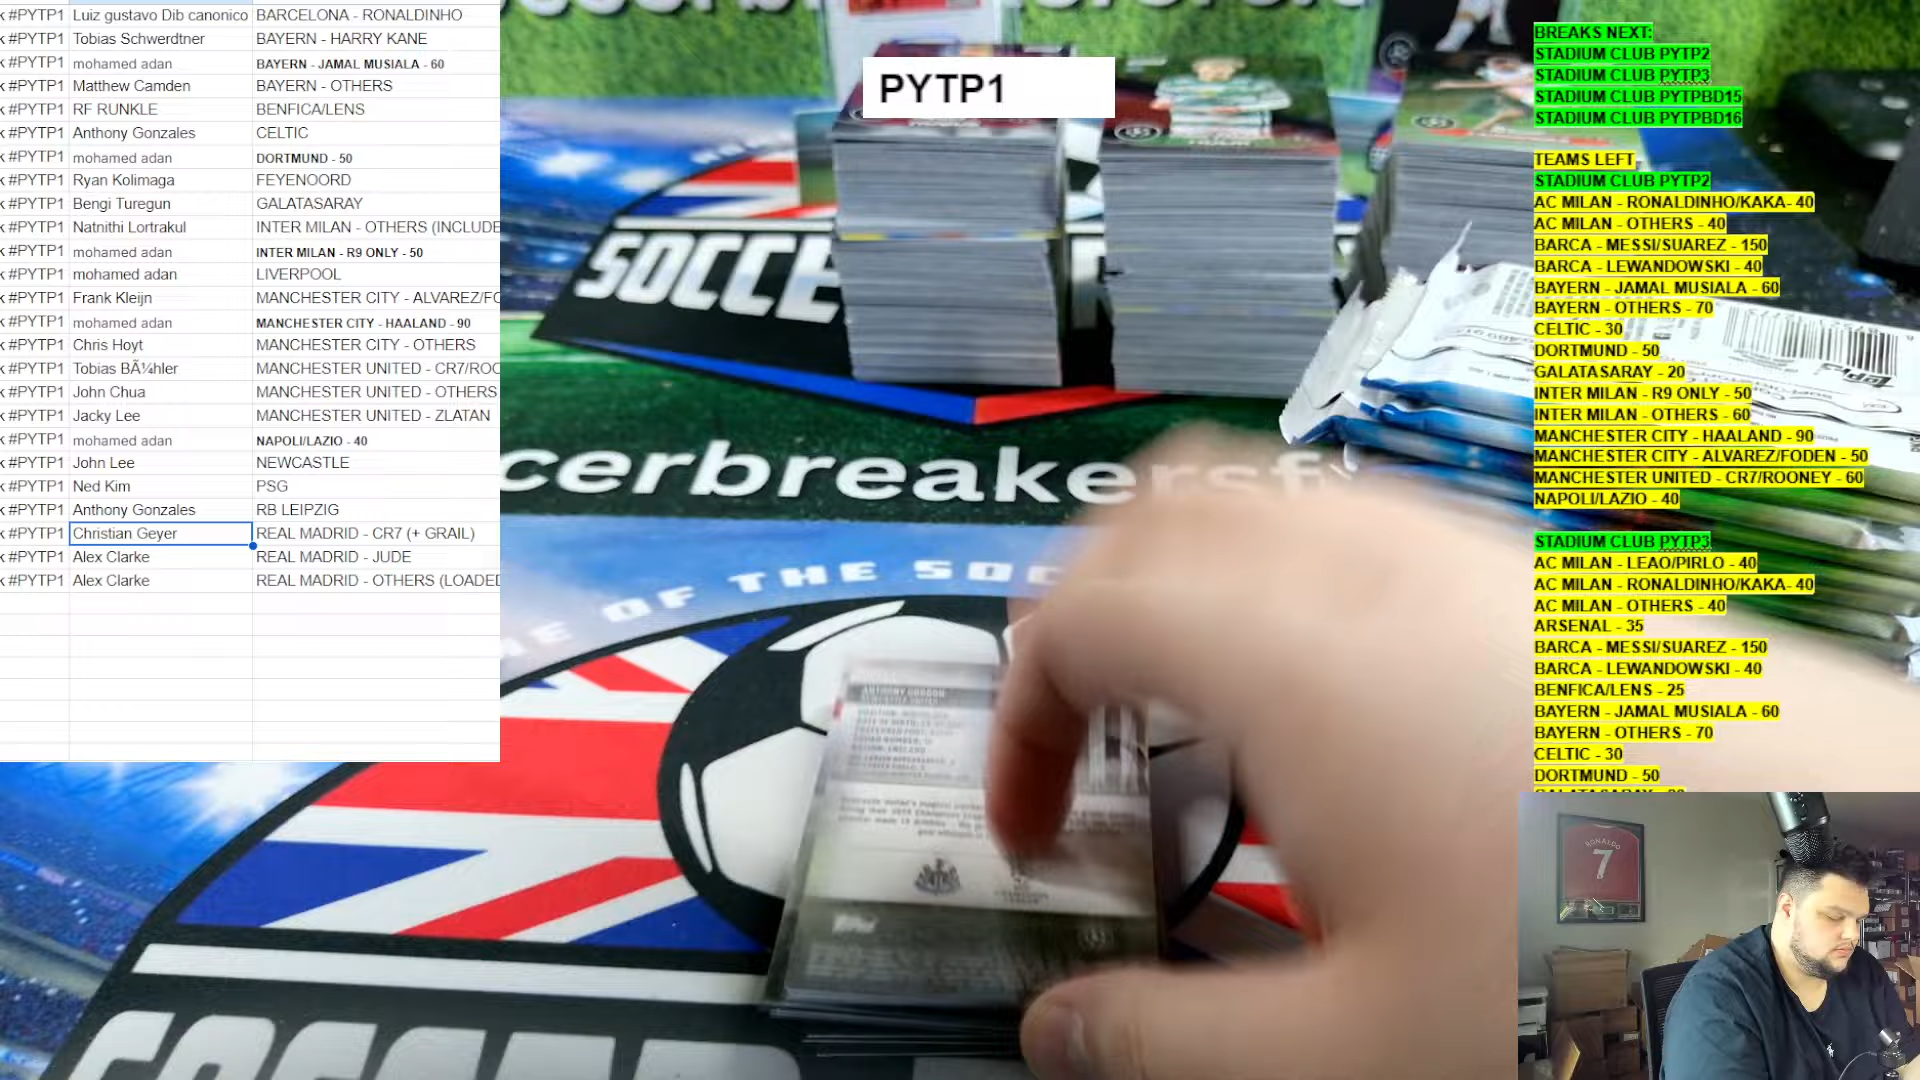 k #PYTP1 Luiz gustavo Dib canonico BARCELONA - RONALDINHO
k #PYTP1 Tobias Schwerdtner BAYERN - HARRY KANE
k #PYTP1 mohamed adan BAYERN - JAMAL MUSIALA - 60
k #PYTP1 Matthew Camden BAYERN - OTHERS
k #PYTP1 RF RUNKLE BENFICA/LENS
k #PYTP1 Anthony Gonzales CELTIC
k #PYTP1 mohamed adan DORTMUND - 50
k #PYTP1 Ryan Kolimaga FEYENOORD
k #PYTP1 Bengi Turegun GALATASARAY
k #PYTP1 Natnithi Lortrakul INTER MILAN - OTHERS (INCLUDE
k #PYTP1 mohamed adan INTER MILAN - R9 ONLY - 50
k #PYTP1 mohamed adan LIVERPOOL
k #PYTP1 Frank Kleijn MANCHESTER CITY - ALVAREZ/FO
k #PYTP1 mohamed adan MANCHESTER CITY - HAALAND - 90
k #PYTP1 Chris Hoyt MANCHESTER CITY - OTHERS
k #PYTP1 Tobias BÃ¼hler MANCHESTER UNITED - CR7/ROO
k #PYTP1 John Chua MANCHESTER UNITED - OTHERS
k #PYTP1 Jacky Lee MANCHESTER UNITED - ZLATAN
k #PYTP1 mohamed adan NAPOLI/LAZIO - 40
k #PYTP1 John Lee NEWCASTLE
k #PYTP1 Ned Kim PSG
k #PYTP1 Anthony Gonzales RB LEIPZIG
k #PYTP1 Christian Geyer REAL MADRID - CR7 (+ GRAIL)
k #PYTP1 Alex Clarke REAL MADRID - JUDE
k #PYTP1 Alex Clarke REAL MADRID - OTHERS (LOADED
PYTP1
SOCCE
cerbreakersfi
OF THE SOC
ANTHONY GORDON
SOCCER
BREAKS NEXT:
STADIUM CLUB PYTP2
STADIUM CLUB PYTP3
STADIUM CLUB PYTPBD15
STADIUM CLUB PYTPBD16
TEAMS LEFT
STADIUM CLUB PYTP2
AC MILAN - RONALDINHO/KAKA- 40
AC MILAN - OTHERS - 40
BARCA - MESSI/SUAREZ - 150
BARCA - LEWANDOWSKI - 40
BAYERN - JAMAL MUSIALA - 60
BAYERN - OTHERS - 70
CELTIC - 30
DORTMUND - 50
GALATASARAY - 20
INTER MILAN - R9 ONLY - 50
INTER MILAN - OTHERS - 60
MANCHESTER CITY - HAALAND - 90
MANCHESTER CITY - ALVAREZ/FODEN - 50
MANCHESTER UNITED - CR7/ROONEY - 60
NAPOLI/LAZIO - 40
STADIUM CLUB PYTP3
AC MILAN - LEAO/PIRLO - 40
AC MILAN - RONALDINHO/KAKA- 40
AC MILAN - OTHERS - 40
ARSENAL - 35
BARCA - MESSI/SUAREZ - 150
BARCA - LEWANDOWSKI - 40
BENFICA/LENS - 25
BAYERN - JAMAL MUSIALA - 60
BAYERN - OTHERS - 70
CELTIC - 30
DORTMUND - 50
RONALDO
7